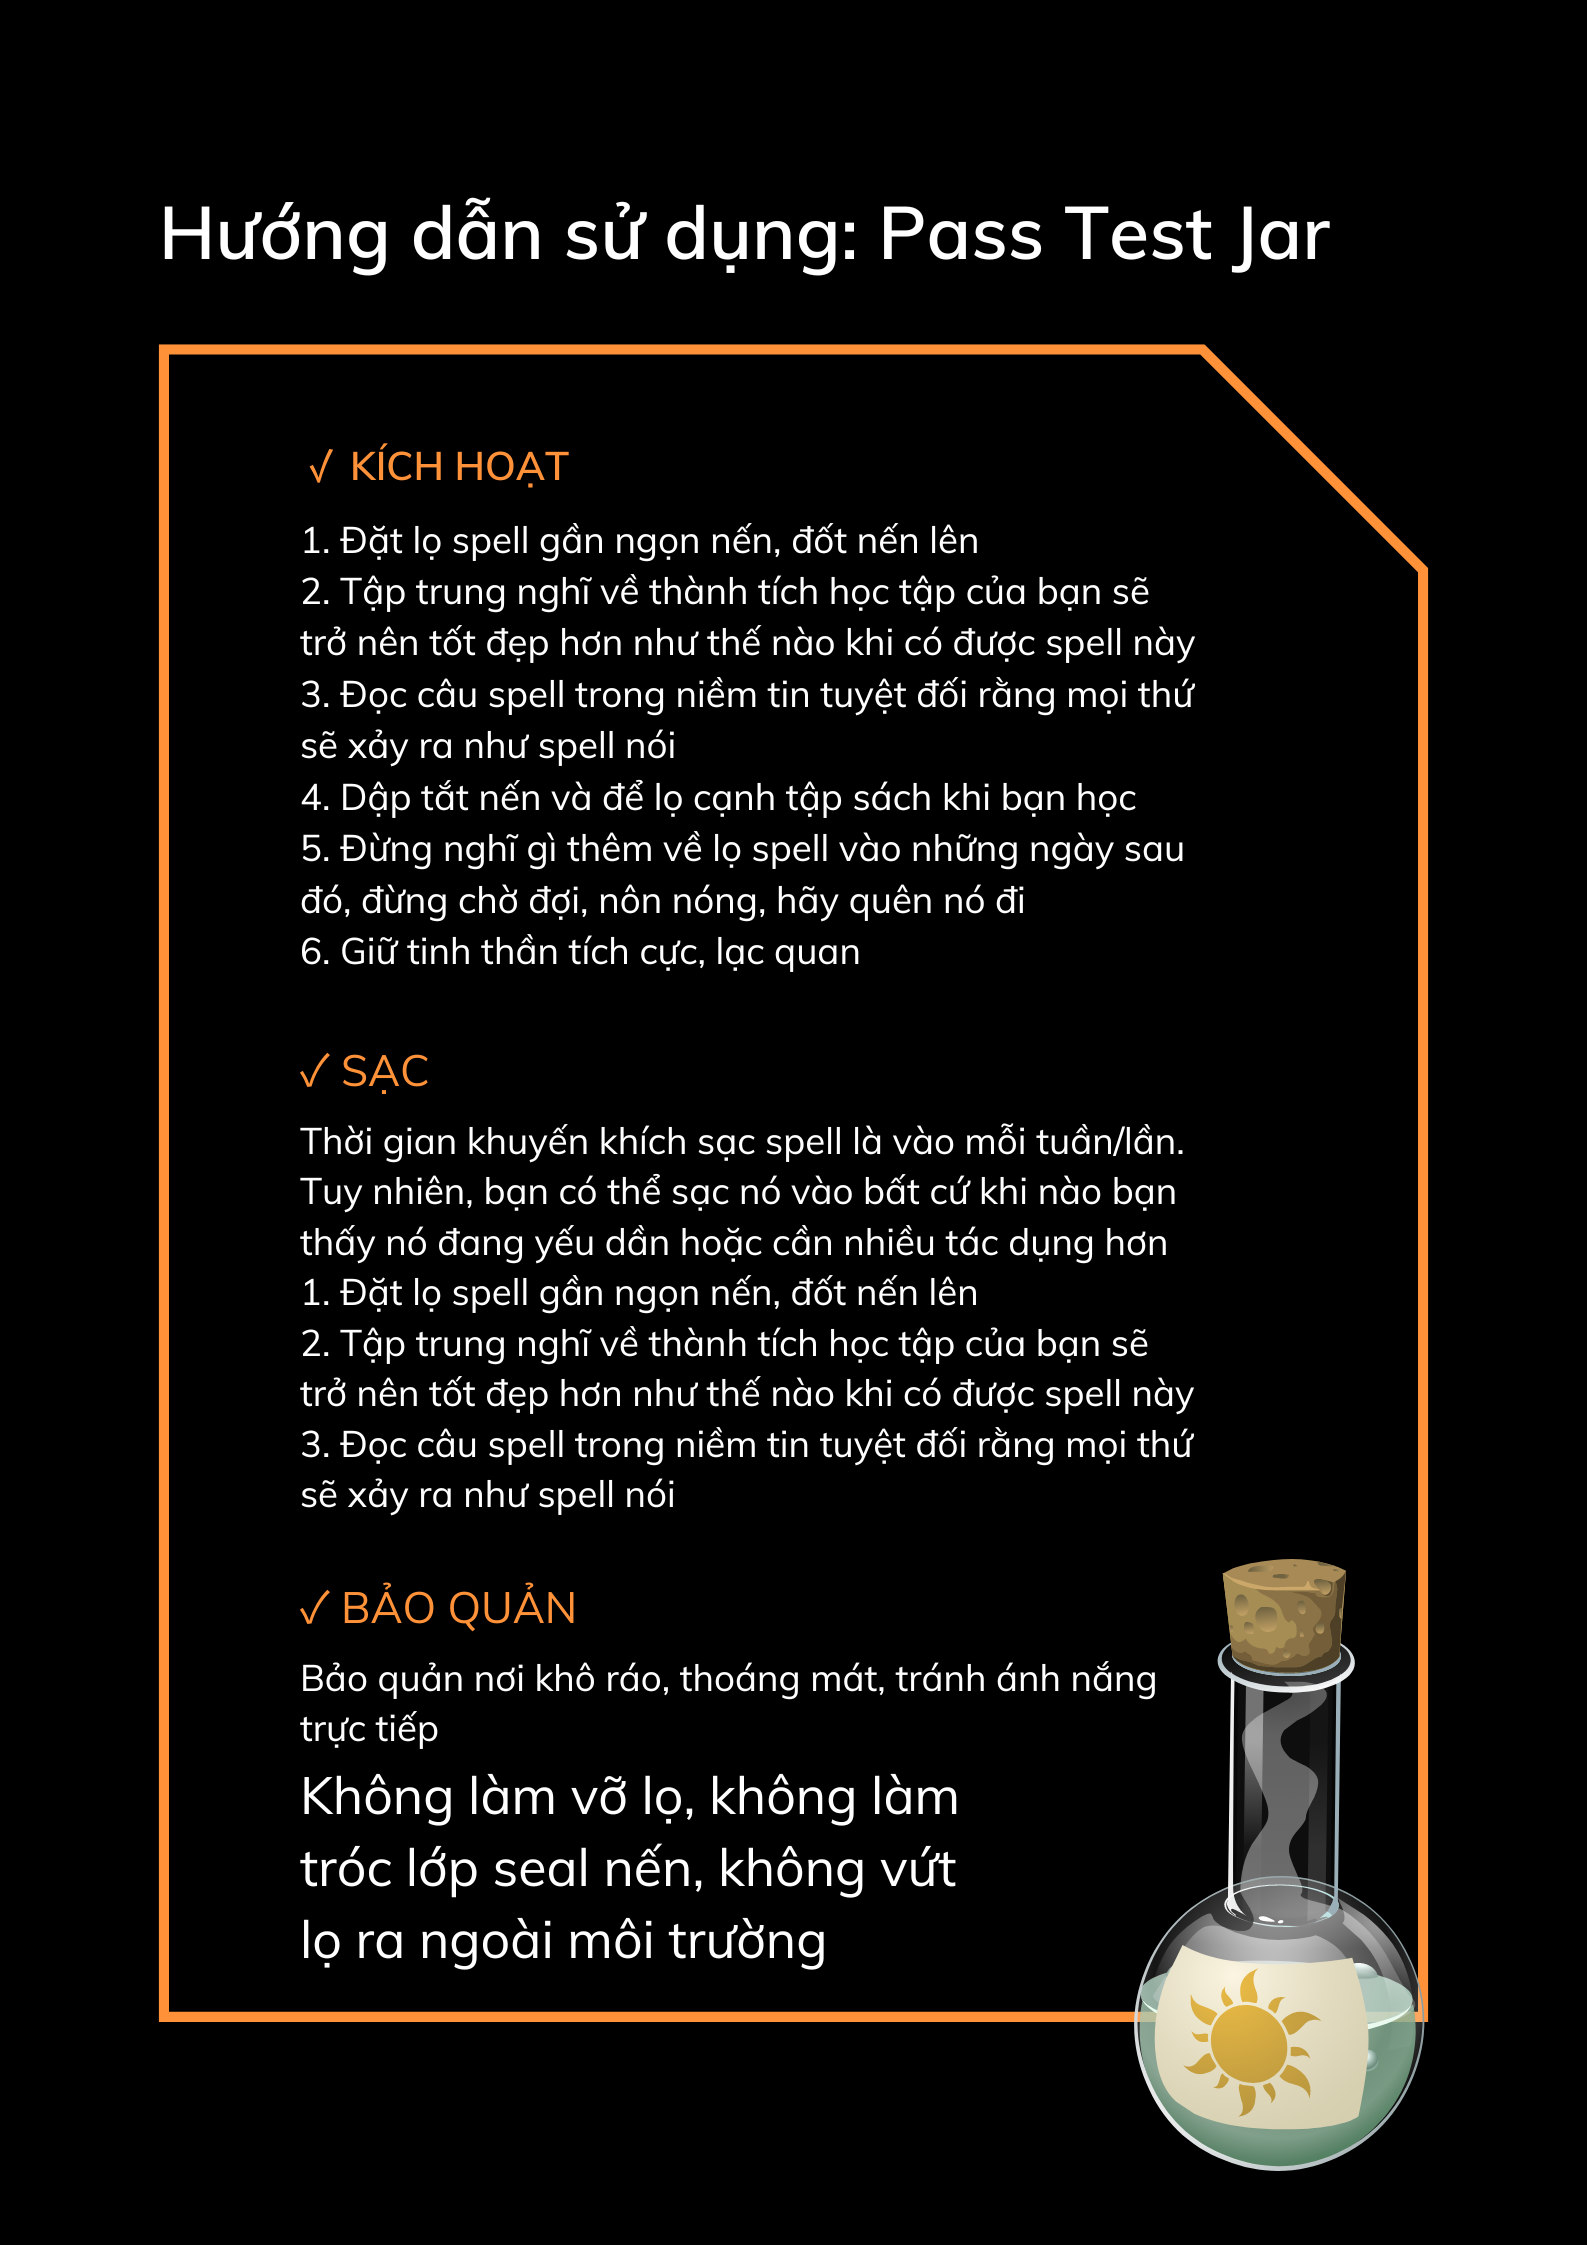 Hướng dẫn sử dụng: Pass Test Jar
✓ KÍCH HOẠT
1. Đặt lọ spell gần ngọn nến, đốt nến lên
2. Tập trung nghĩ về thành tích học tập của bạn sẽ
trở nên tốt đẹp hơn như thế nào khi có được spell này
3. Đọc câu spell trong niềm tin tuyệt đối rằng mọi thứ
sẽ xảy ra như spell nói
4. Dập tắt nến và để lọ cạnh tập sách khi bạn học
5. Đừng nghĩ gì thêm về lọ spell vào những ngày sau
đó, đừng chờ đợi, nôn nóng, hãy quên nó đi
6. Giữ tinh thần tích cực, lạc quan
✓ SẠC
Thời gian khuyến khích sạc spell là vào mỗi tuần/lần.
Tuy nhiên, bạn có thể sạc nó vào bất cứ khi nào bạn
thấy nó đang yếu dần hoặc cần nhiều tác dụng hơn
1. Đặt lọ spell gần ngọn nến, đốt nến lên
2. Tập trung nghĩ về thành tích học tập của bạn sẽ
trở nên tốt đẹp hơn như thế nào khi có được spell này
3. Đọc câu spell trong niềm tin tuyệt đối rằng mọi thứ
sẽ xảy ra như spell nói
✓ BẢO QUẢN
Bảo quản nơi khô ráo, thoáng mát, tránh ánh nắng
trực tiếp
Không làm vỡ lọ, không làm
tróc lớp seal nến, không vứt
lọ ra ngoài môi trường